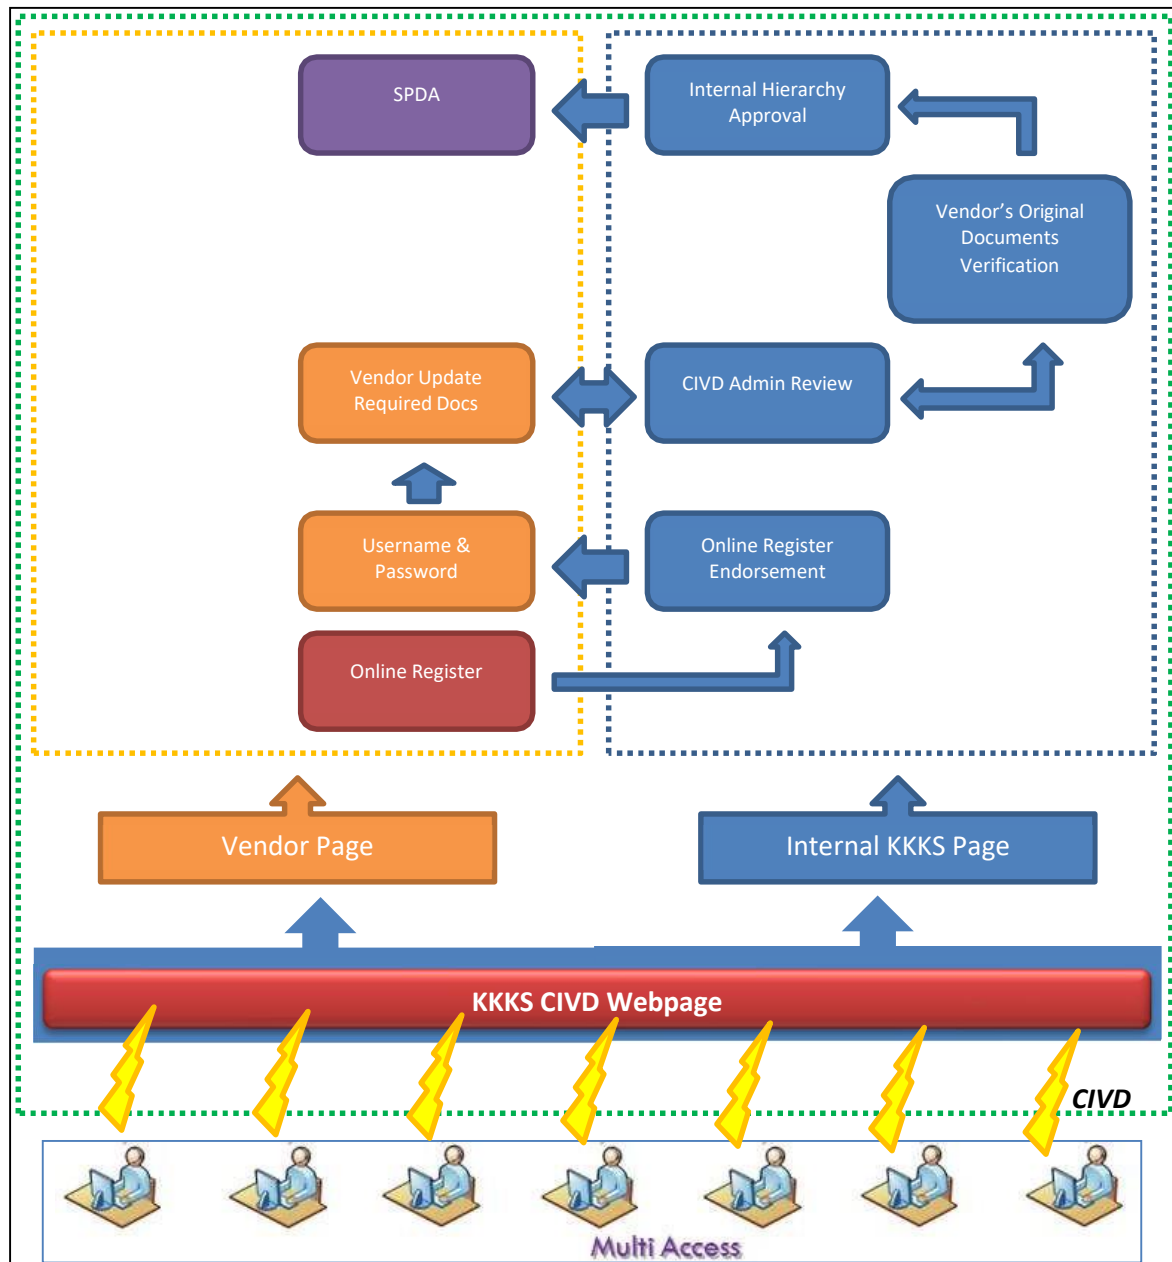 SPDA
Internal Hierarchy
Approval
Vendor’s Original
Documents
Verification
Vendor Update
Required Docs
CIVD Admin Review
Username &
Password
Online Register
Endorsement
Online Register
Vendor Page
Internal KKKS Page
KKKS CIVD Webpage
CIVD
Multi Access